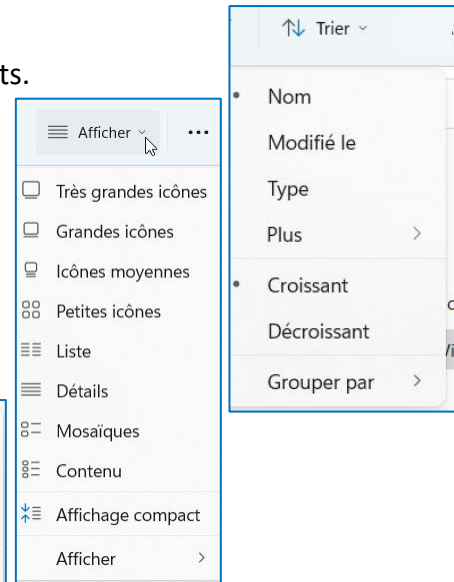 ts.
Afficher
Très grandes icônes
Grandes icônes
Icônes moyennes
Petites icônes
Liste
Détails
Mosaïques
Contenu
Affichage compact
Afficher
Trier
Nom
Modifié le
Type
Plus
Croissant
Décroissant
Grouper par